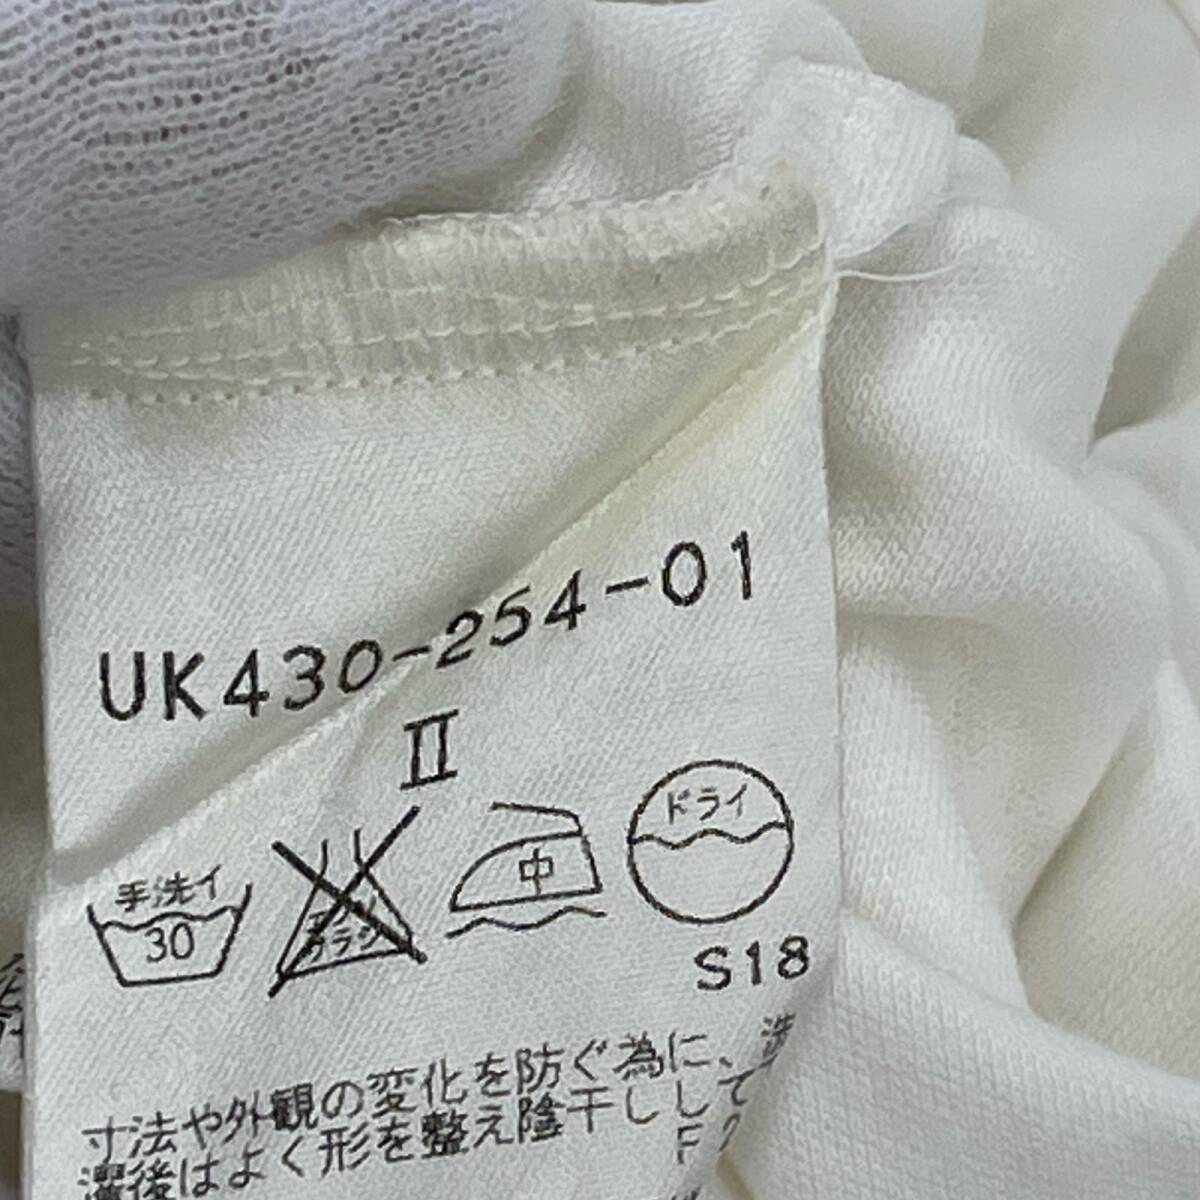 UK430-254-01
II
手洗イ 30 中 ドライ
S18
寸法や外観の変化を防ぐ為に、洗
濯後はよく形を整え陰干しして